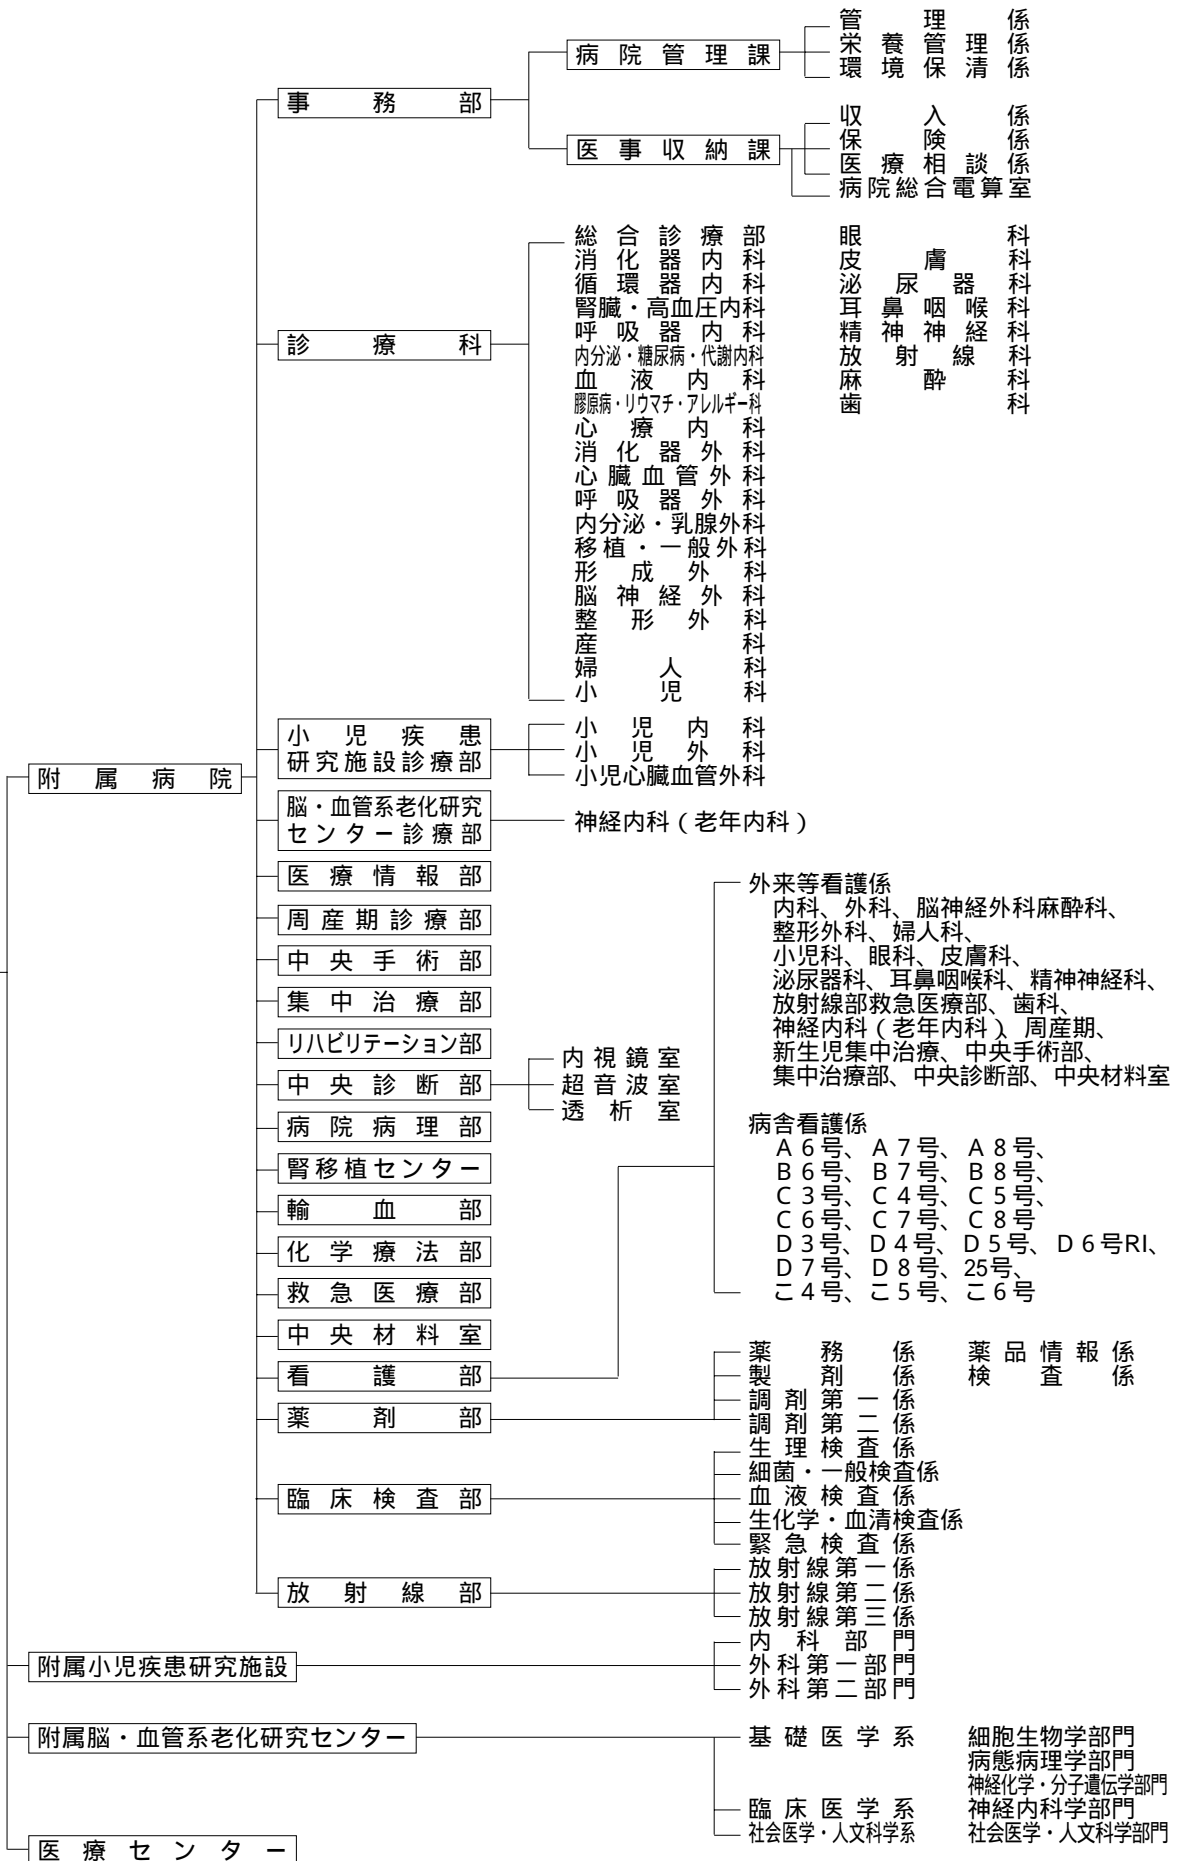 管理係
病院管理課
栄養管理係
環境保清係
事務部
収入係
医事収納課
保険係
医療相談係
病院総合電算室
総合診療部 眼科
消化器内科 皮膚科
循環器内科 泌尿器科
腎臓・高血圧内科 耳鼻咽喉科
呼吸器内科 精神神経科
診療科
内分泌・糖尿病・代謝内科 放射線科
血液内科 麻酔科
膠原病・リウマチ・アレルギー科 歯科
心療内科
消化器外科
心臓血管外科
呼吸器外科
内分泌・乳腺外科
移植・一般外科
形成外科
脳神経外科
整形外科
産科
婦人科
小児科
附属病院
小児疾患
研究施設診療部
小児内科
小児外科
小児心臓血管外科
脳・血管系老化研究
センター診療部
神経内科(老年内科)
医療情報部
周産期診療部
中央手術部
集中治療部
リハビリテーション部
中央診断部
内視鏡室
超音波室
透析室
病院病理部
腎移植センター
輸血部
化学療法部
救急医療部
中央材料室
看護部
外来等看護係
内科、外科、脳神経外科麻酔科、
整形外科、婦人科、
小児科、眼科、皮膚科、
泌尿器科、耳鼻咽喉科、精神神経科、
放射線部救急医療部、歯科、
神経内科(老年内科)、周産期、
新生児集中治療、中央手術部、
集中治療部、中央診断部、中央材料室
病舎看護係
A6号、A7号、A8号、
B6号、B7号、B8号、
C3号、C4号、C5号、
C6号、C7号、C8号
D3号、D4号、D5号、D6号RI、
D7号、D8号、25号、
こ4号、こ5号、こ6号
薬剤部
薬務係 薬品情報係
製剤係 検査係
調剤第一係
調剤第二係
臨床検査部
生理検査係
細菌・一般検査係
血液検査係
生化学・血清検査係
緊急検査係
放射線部
放射線第一係
放射線第二係
放射線第三係
附属小児疾患研究施設
内科部門
外科第一部門
外科第二部門
附属脳・血管系老化研究センター
基礎医学系 細胞生物学部門
病態病理学部門
神経化学・分子遺伝学部門
臨床医学系 神経内科学部門
社会医学・人文科学系 社会医学・人文科学部門
医療センター